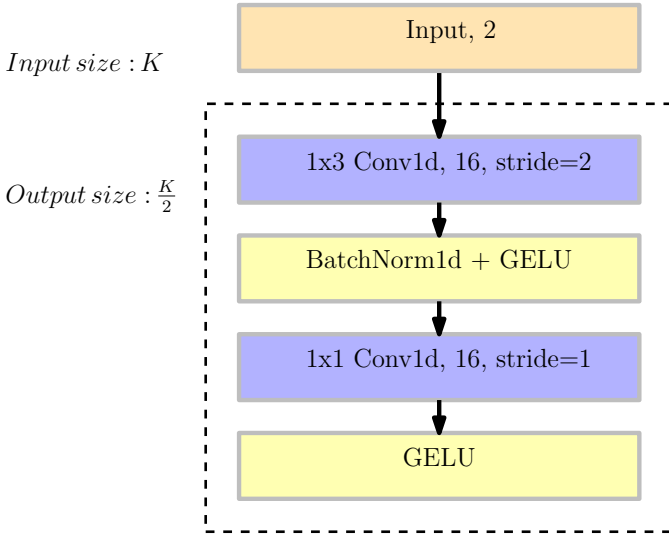 Input, 2
Input size : K
1x3 Conv1d, 16, stride=2
Output size : K/2
BatchNorm1d + GELU
1x1 Conv1d, 16, stride=1
GELU